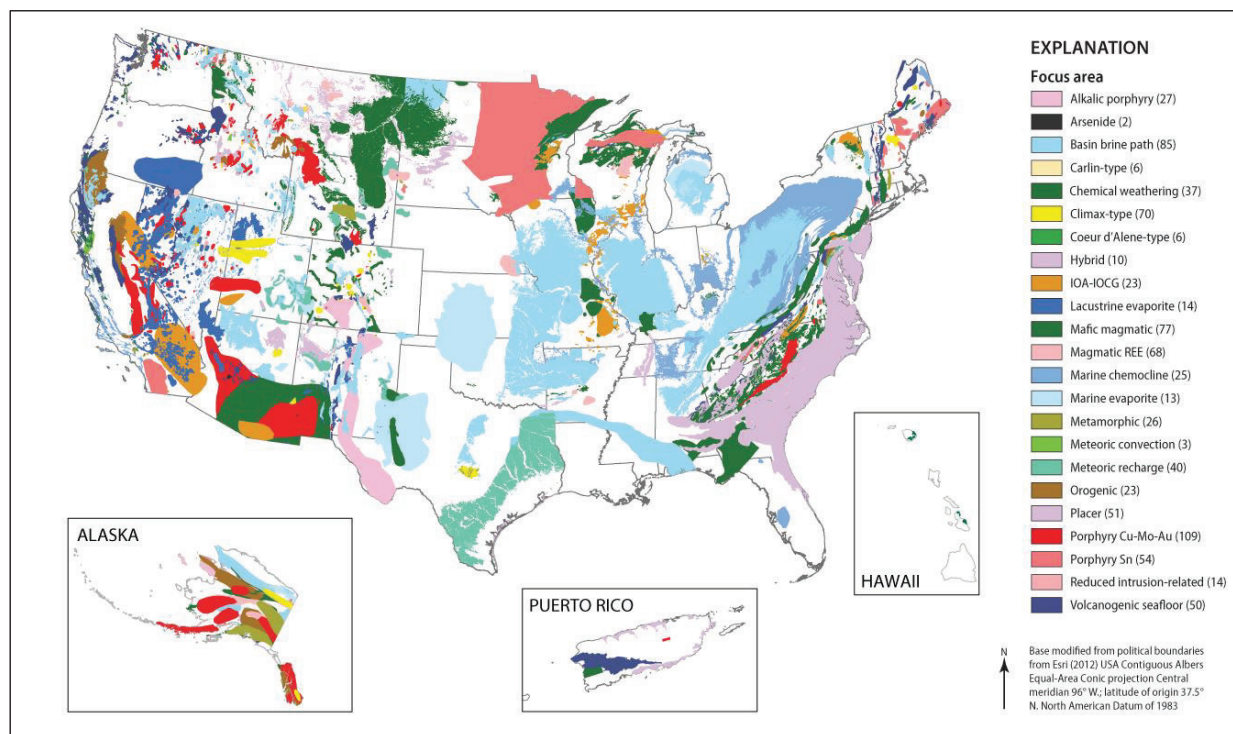 EXPLANATION
Focus area
Alkalic porphyry (27)
Arsenide (2)
Basin brine path (85)
Carlin-type (6)
Chemical weathering (37)
Climax-type (70)
Coeur d'Alene-type (6)
Hybrid (10)
IOA-IOCG (23)
Lacustrine evaporite (14)
Mafic magmatic (77)
Magmatic REE (68)
Marine chemocline (25)
Marine evaporite (13)
Metamorphic (26)
Meteoric convection (3)
Meteoric recharge (40)
Orogenic (23)
Placer (51)
Porphyry Cu-Mo-Au (109)
Porphyry Sn (54)
Reduced intrusion-related (14)
Volcanogenic seafloor (50)
ALASKA
PUERTO RICO
HAWAII
N
Base modified from political boundaries
from Esri (2012) USA Contiguous Albers
Equal-Area Conic projection Central
meridian 96° W.; latitude of origin 37.5°
N. North American Datum of 1983